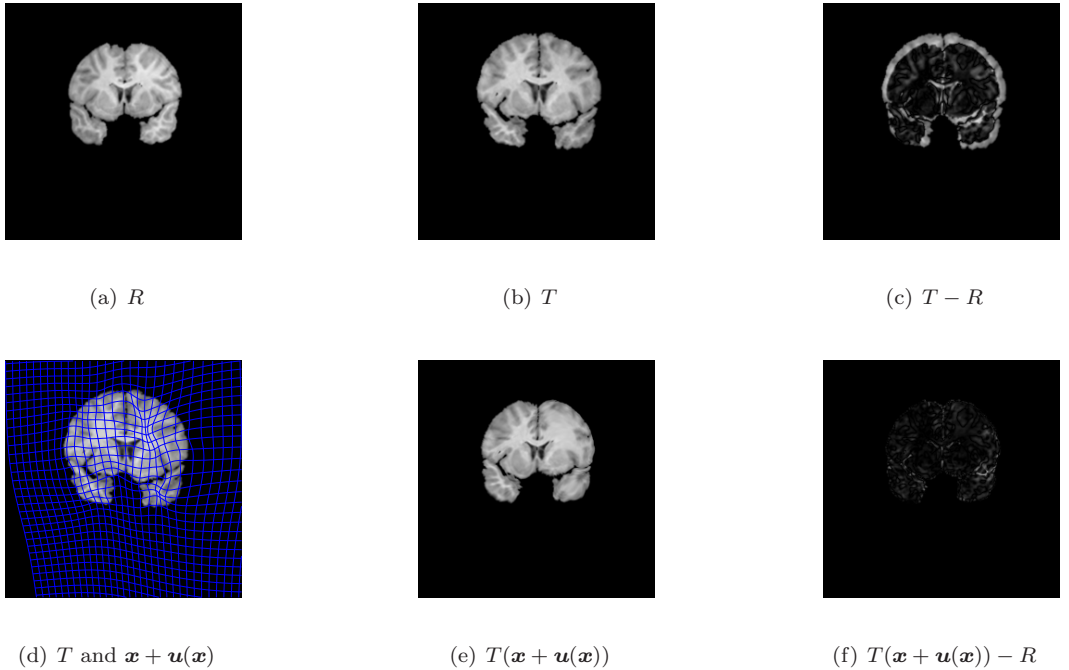 (a) R
(b) T
(c) T − R
(d) T and x + u(x)
(e) T(x + u(x))
(f) T(x + u(x)) − R